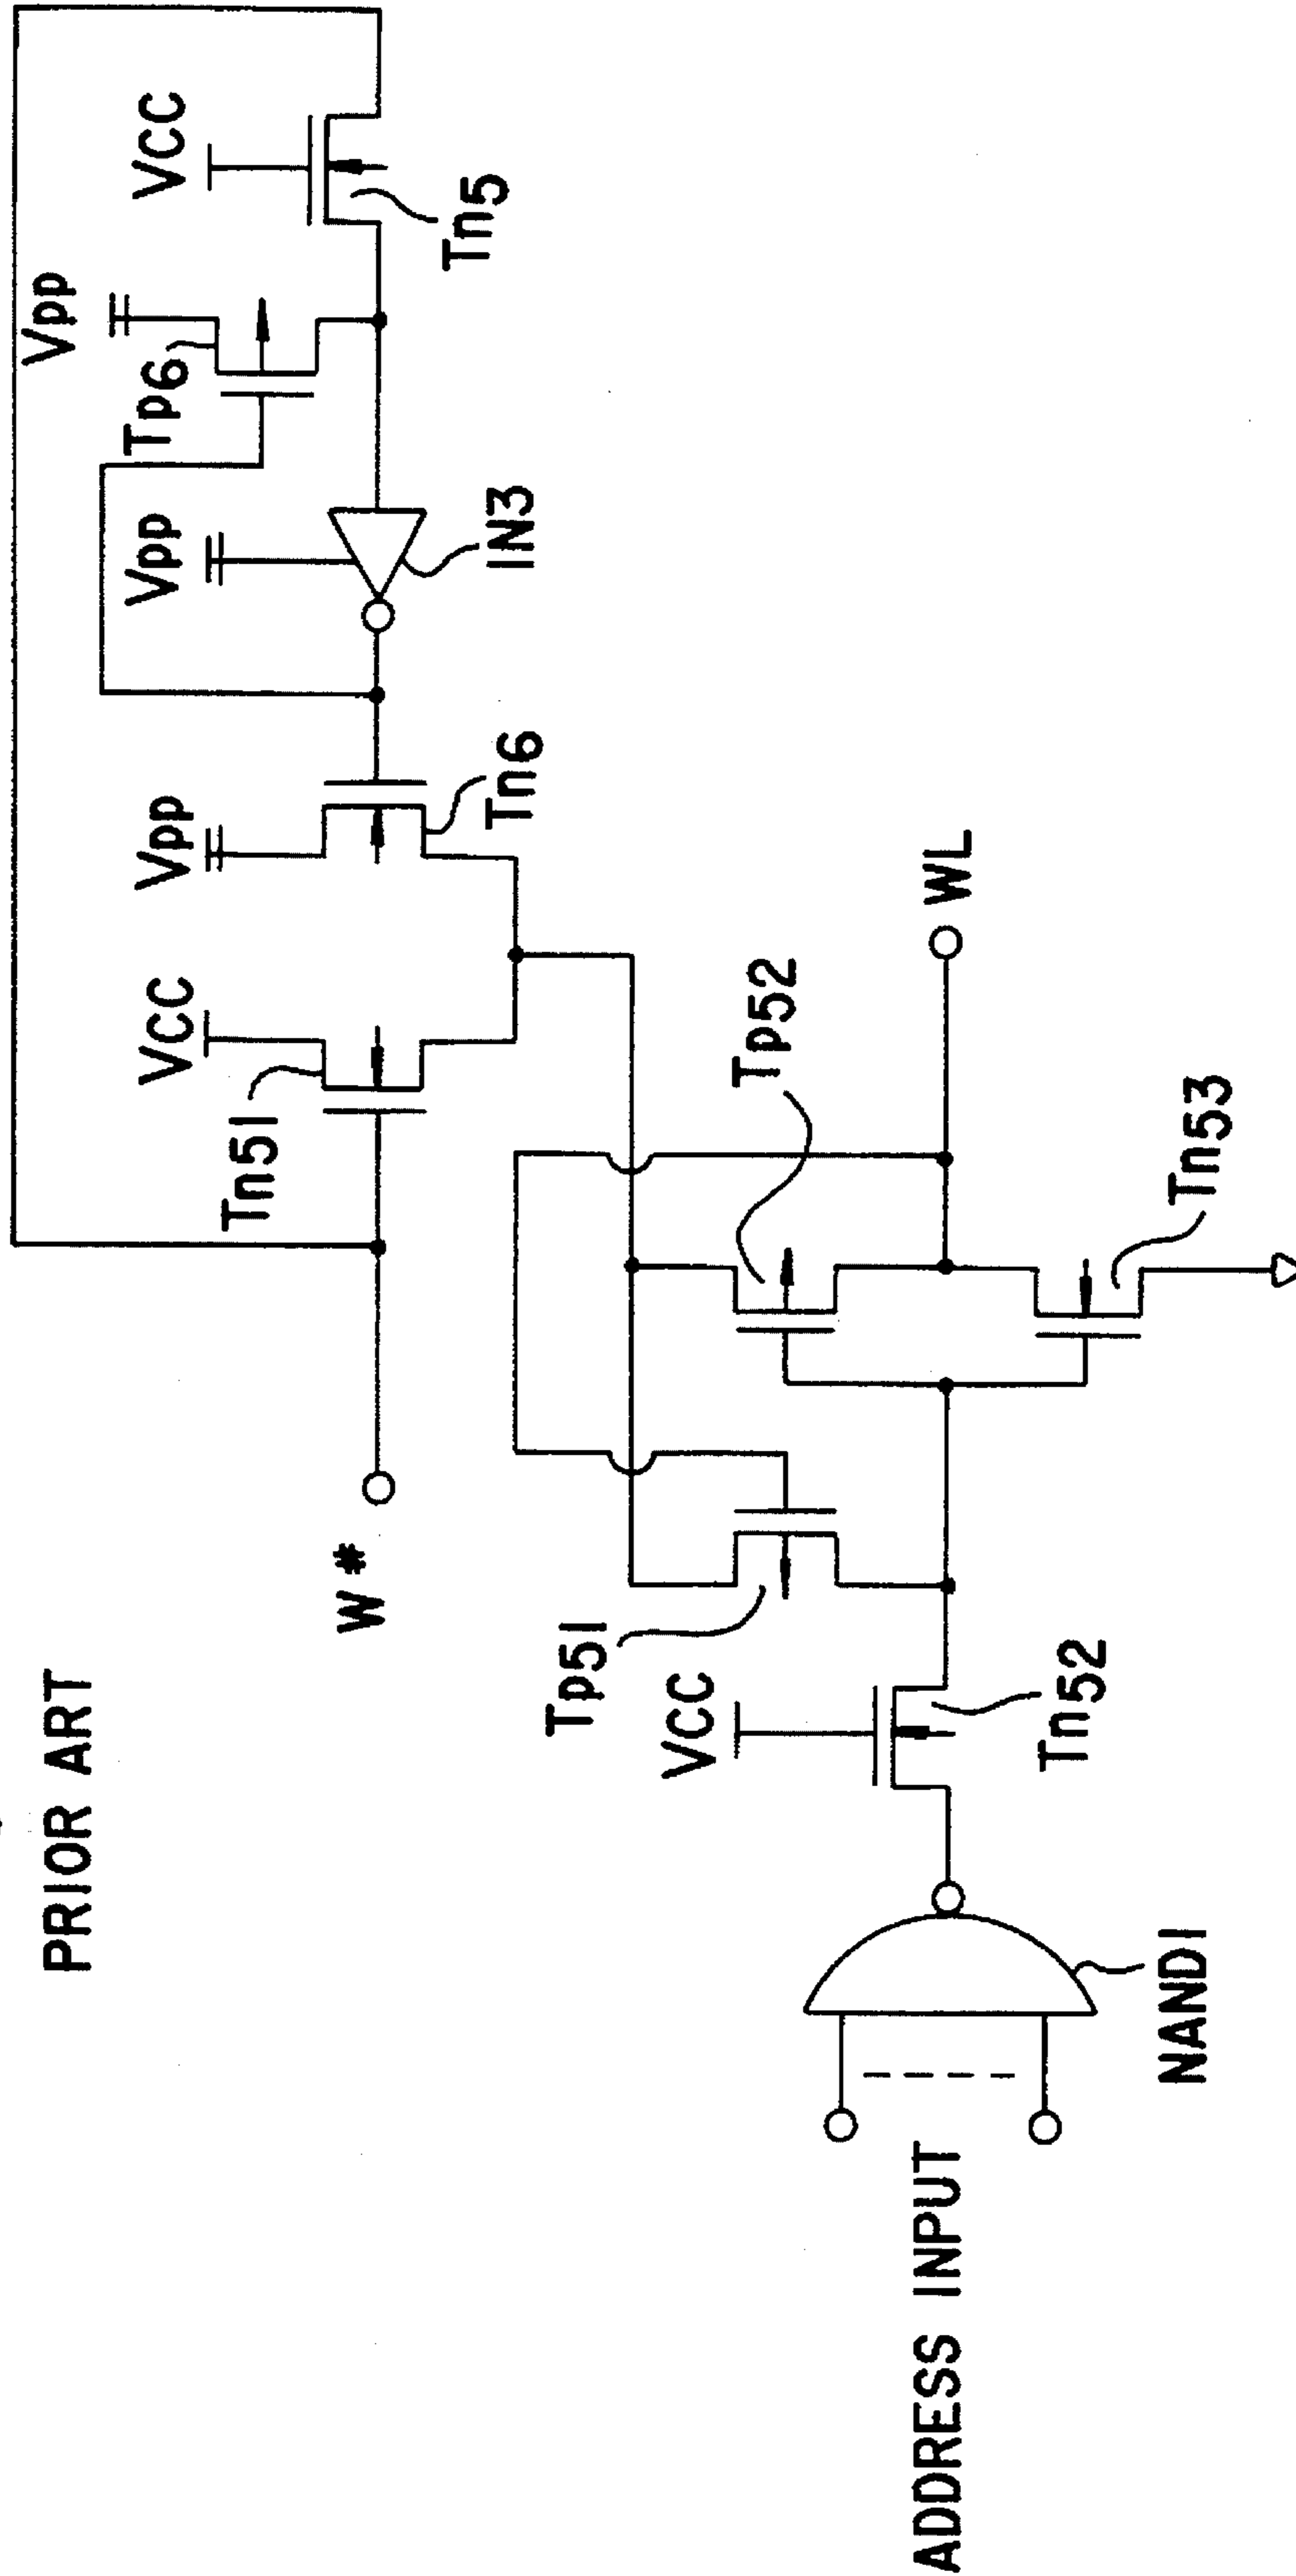 PRIOR ART
W*
Tn51
VCC
Vpp
Tn6
Vpp
IN3
Vpp
Tp6
VCC
Tn5
ADDRESS INPUT
NAND1
VCC
Tn52
Tp51
Tp52
Tn53
WL